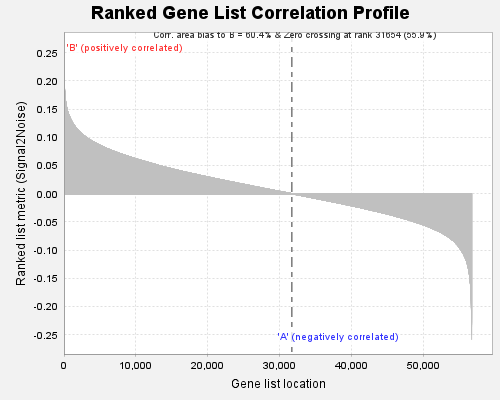 Ranked Gene List Correlation Profile
Corr. area bias to 'B' = 60.4% & Zero crossing at rank 31654 (55.9%)
'B' (positively correlated)
0.25
0.20
0.15
0.10
0.05
0.00
-0.05
-0.10
-0.15
-0.20
-0.25
Ranked list metric (Signal2Noise)
'A' (negatively correlated)
0
10,000
20,000
30,000
40,000
50,000
Gene list location